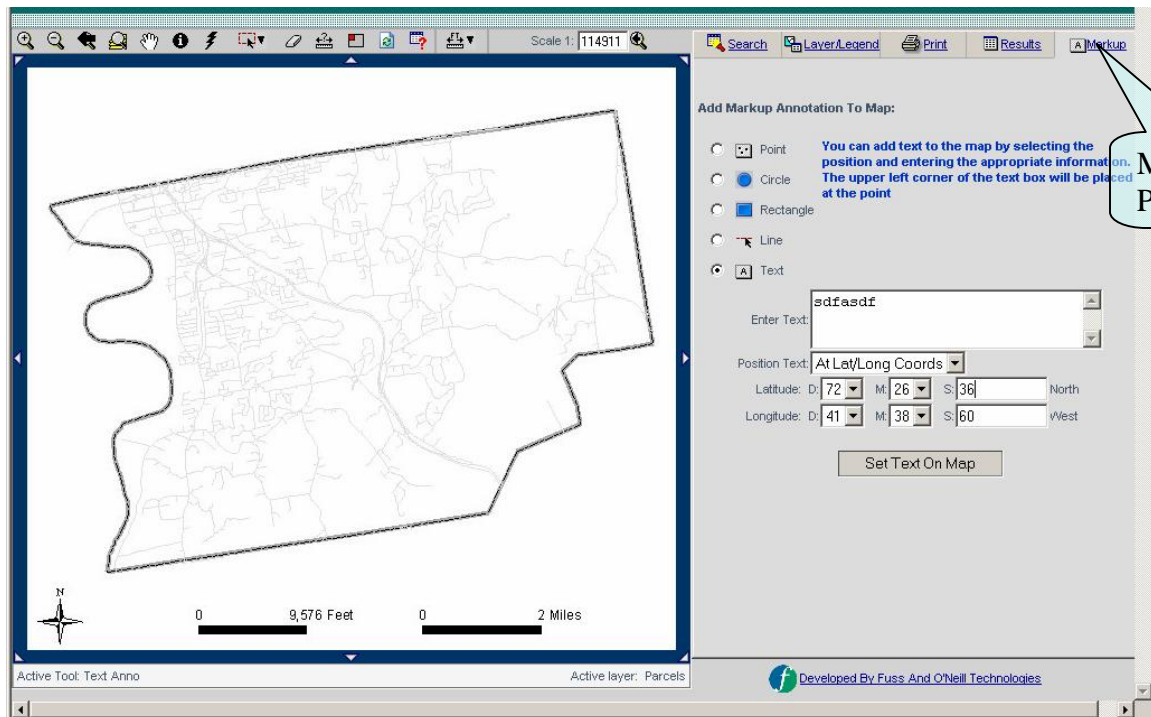 Scale 1: 114911
Search Layer/Legend Print Results A Markup
Add Markup Annotation To Map:
Point
Circle
Rectangle
Line
A Text
You can add text to the map by selecting the
position and entering the appropriate information.
The upper left corner of the text box will be placed
at the point
M
P
Enter Text: sdfasdf
Position Text: At Lat/Long Coords
Latitude: D: 72 M: 26 S: 36 North
Longitude: D: 41 M: 38 S: 60 West
Set Text On Map
N
0 9,576 Feet 0 2 Miles
Active Tool: Text Anno Active layer: Parcels
f Developed By Fuss And O'Neill Technologies